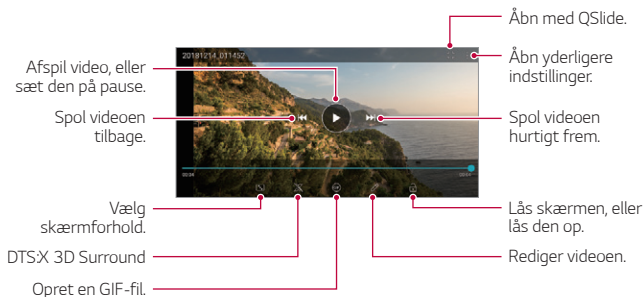 Åbn med QSlide.
20181214_011452
Åbn yderligere
indstillinger.
Afspil video, eller
sæt den på pause.
Spol videoen
tilbage.
Spol videoen
hurtigt frem.
Vælg
skærmforhold.
Lås skærmen, eller
lås den op.
DTS:X 3D Surround
Rediger videoen.
Opret en GIF-fil.